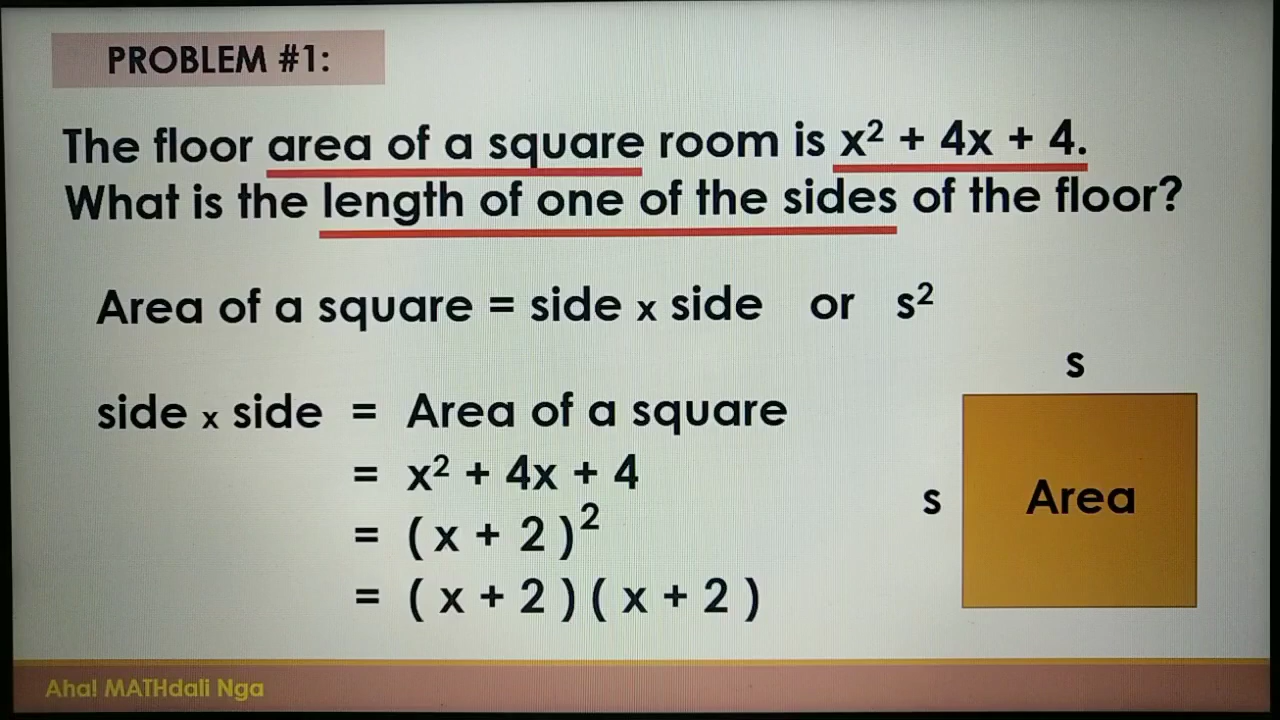 PROBLEM #1:
The floor area of a square room is x² + 4x + 4.
What is the length of one of the sides of the floor?
Area of a square = side x side or s²
s
side x side = Area of a square
= x² + 4x + 4
s
Area
= ( x + 2 )²
= ( x + 2 ) ( x + 2 )
Aha! MATHdali Nga